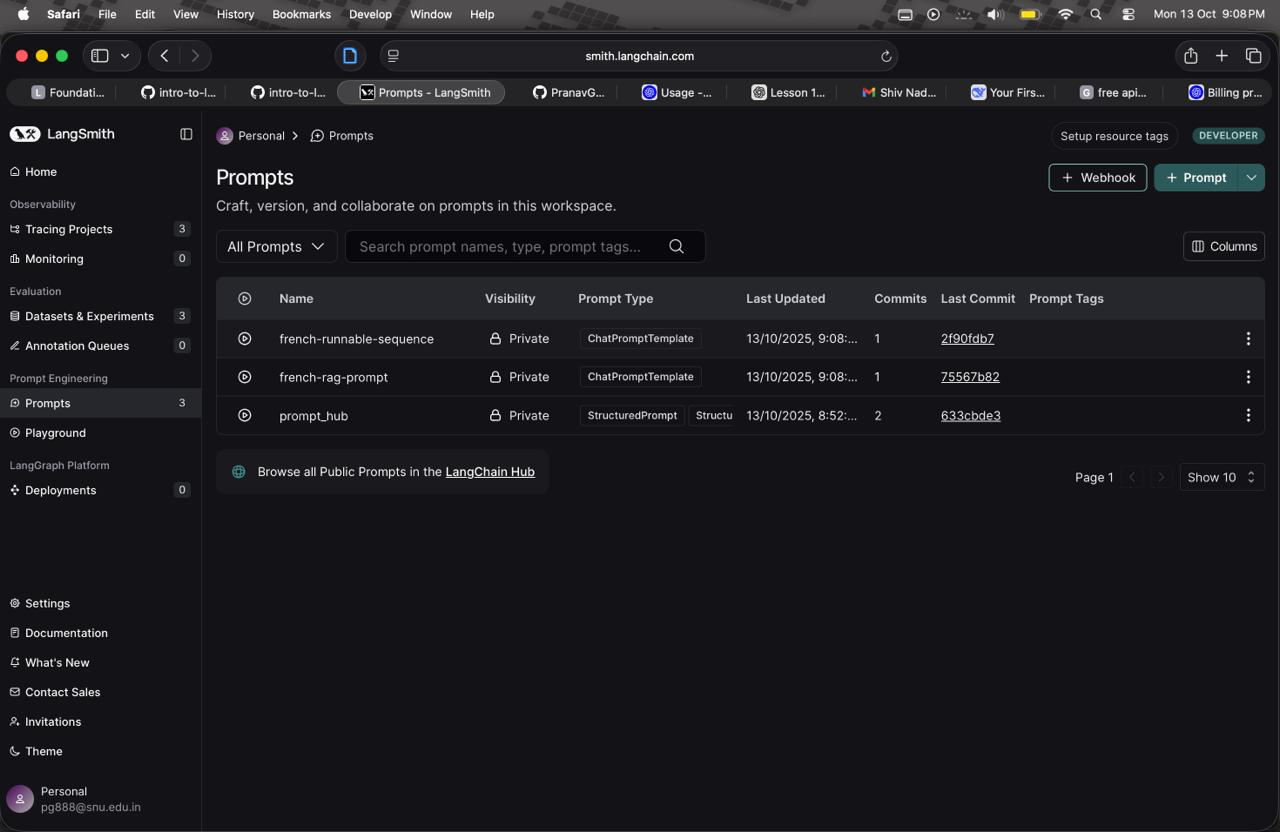 Safari File Edit View History Bookmarks Develop Window Help Mon 13 Oct 9:08 PM
smith.langchain.com
L Foundati... intro-to-l... intro-to-l... Prompts - LangSmith PranavG... Usage -... Lesson 1... Shiv Nad... Your Firs... G free api... Billing pr...
LangSmith
Personal > Prompts Setup resource tags DEVELOPER
Home
Prompts + Webhook + Prompt
Craft, version, and collaborate on prompts in this workspace.
Observability
Tracing Projects 3
Monitoring 0
All Prompts Search prompt names, type, prompt tags... Columns
Evaluation
Datasets & Experiments 3
Annotation Queues 0
Prompt Engineering
Prompts 3
Playground
LangGraph Platform
Deployments 0
Name Visibility Prompt Type Last Updated Commits Last Commit Prompt Tags
french-runnable-sequence Private ChatPromptTemplate 13/10/2025, 9:08:... 1 2f90fdb7
french-rag-prompt Private ChatPromptTemplate 13/10/2025, 9:08:... 1 75567b82
prompt_hub Private StructuredPrompt Structu 13/10/2025, 8:52:... 2 633cbde3
Browse all Public Prompts in the LangChain Hub
Page 1 Show 10
Settings
Documentation
What's New
Contact Sales
Invitations
Theme
Personal
pg888@snu.edu.in